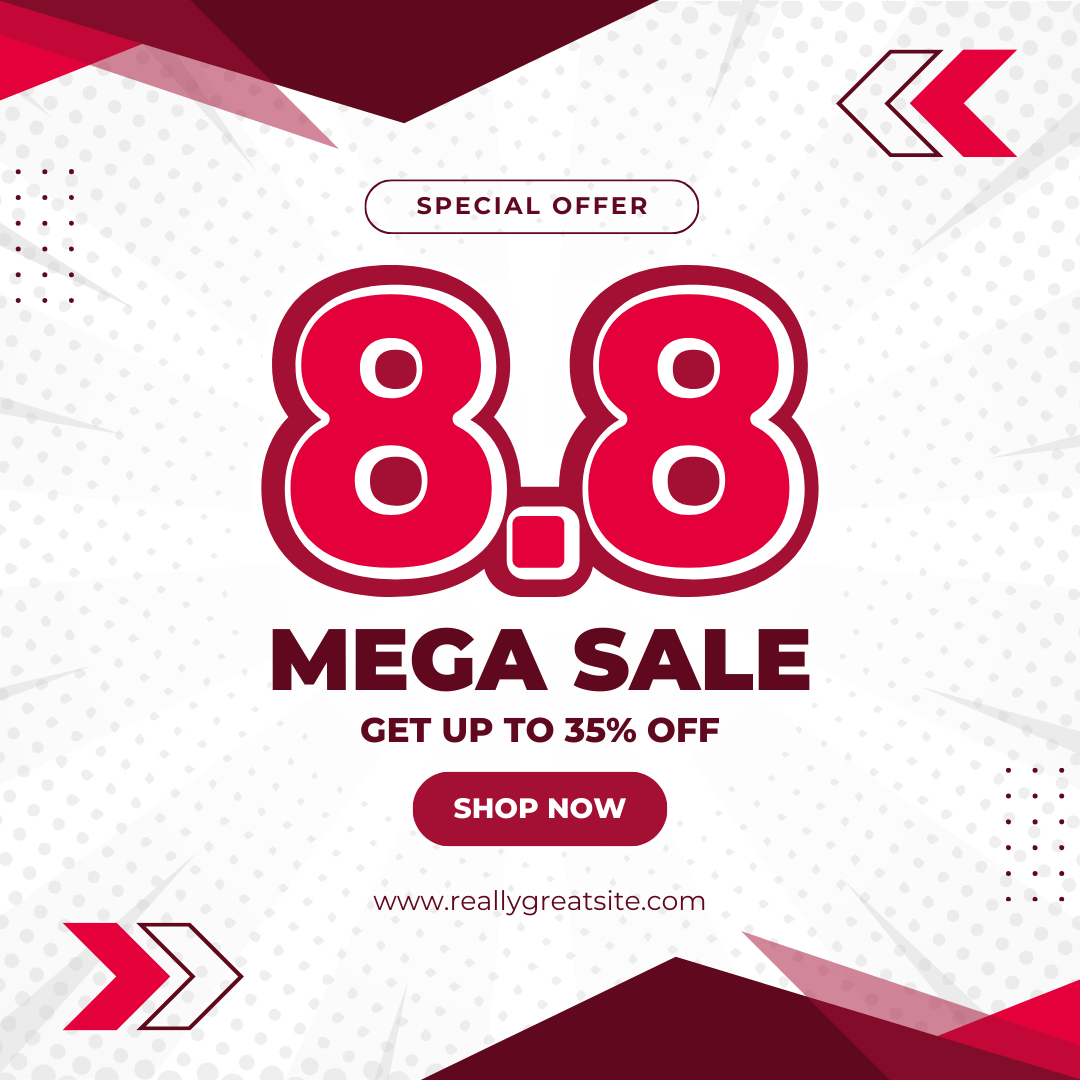 SPECIAL OFFER
8.8
MEGA SALE
GET UP TO 35% OFF
SHOP NOW
www.reallygreatsite.com